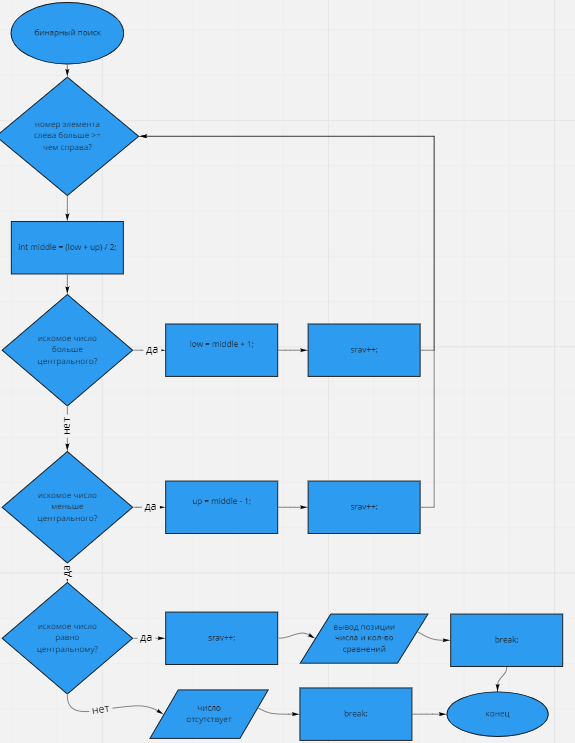 бинарный поиск
номер элемента
слева больше >=
чем справа?
int middle = (low + up) / 2;
искомое число
больше
центрального?
да
low = middle + 1;
srav++;
нет
искомое число
меньше
центрального?
да
up = middle - 1;
srav++;
да
искомое число
равно
центральному?
да
srav++;
вывод позиции
числа и кол-во
сравнений
break;
нет
число
отсутствует
break;
конец